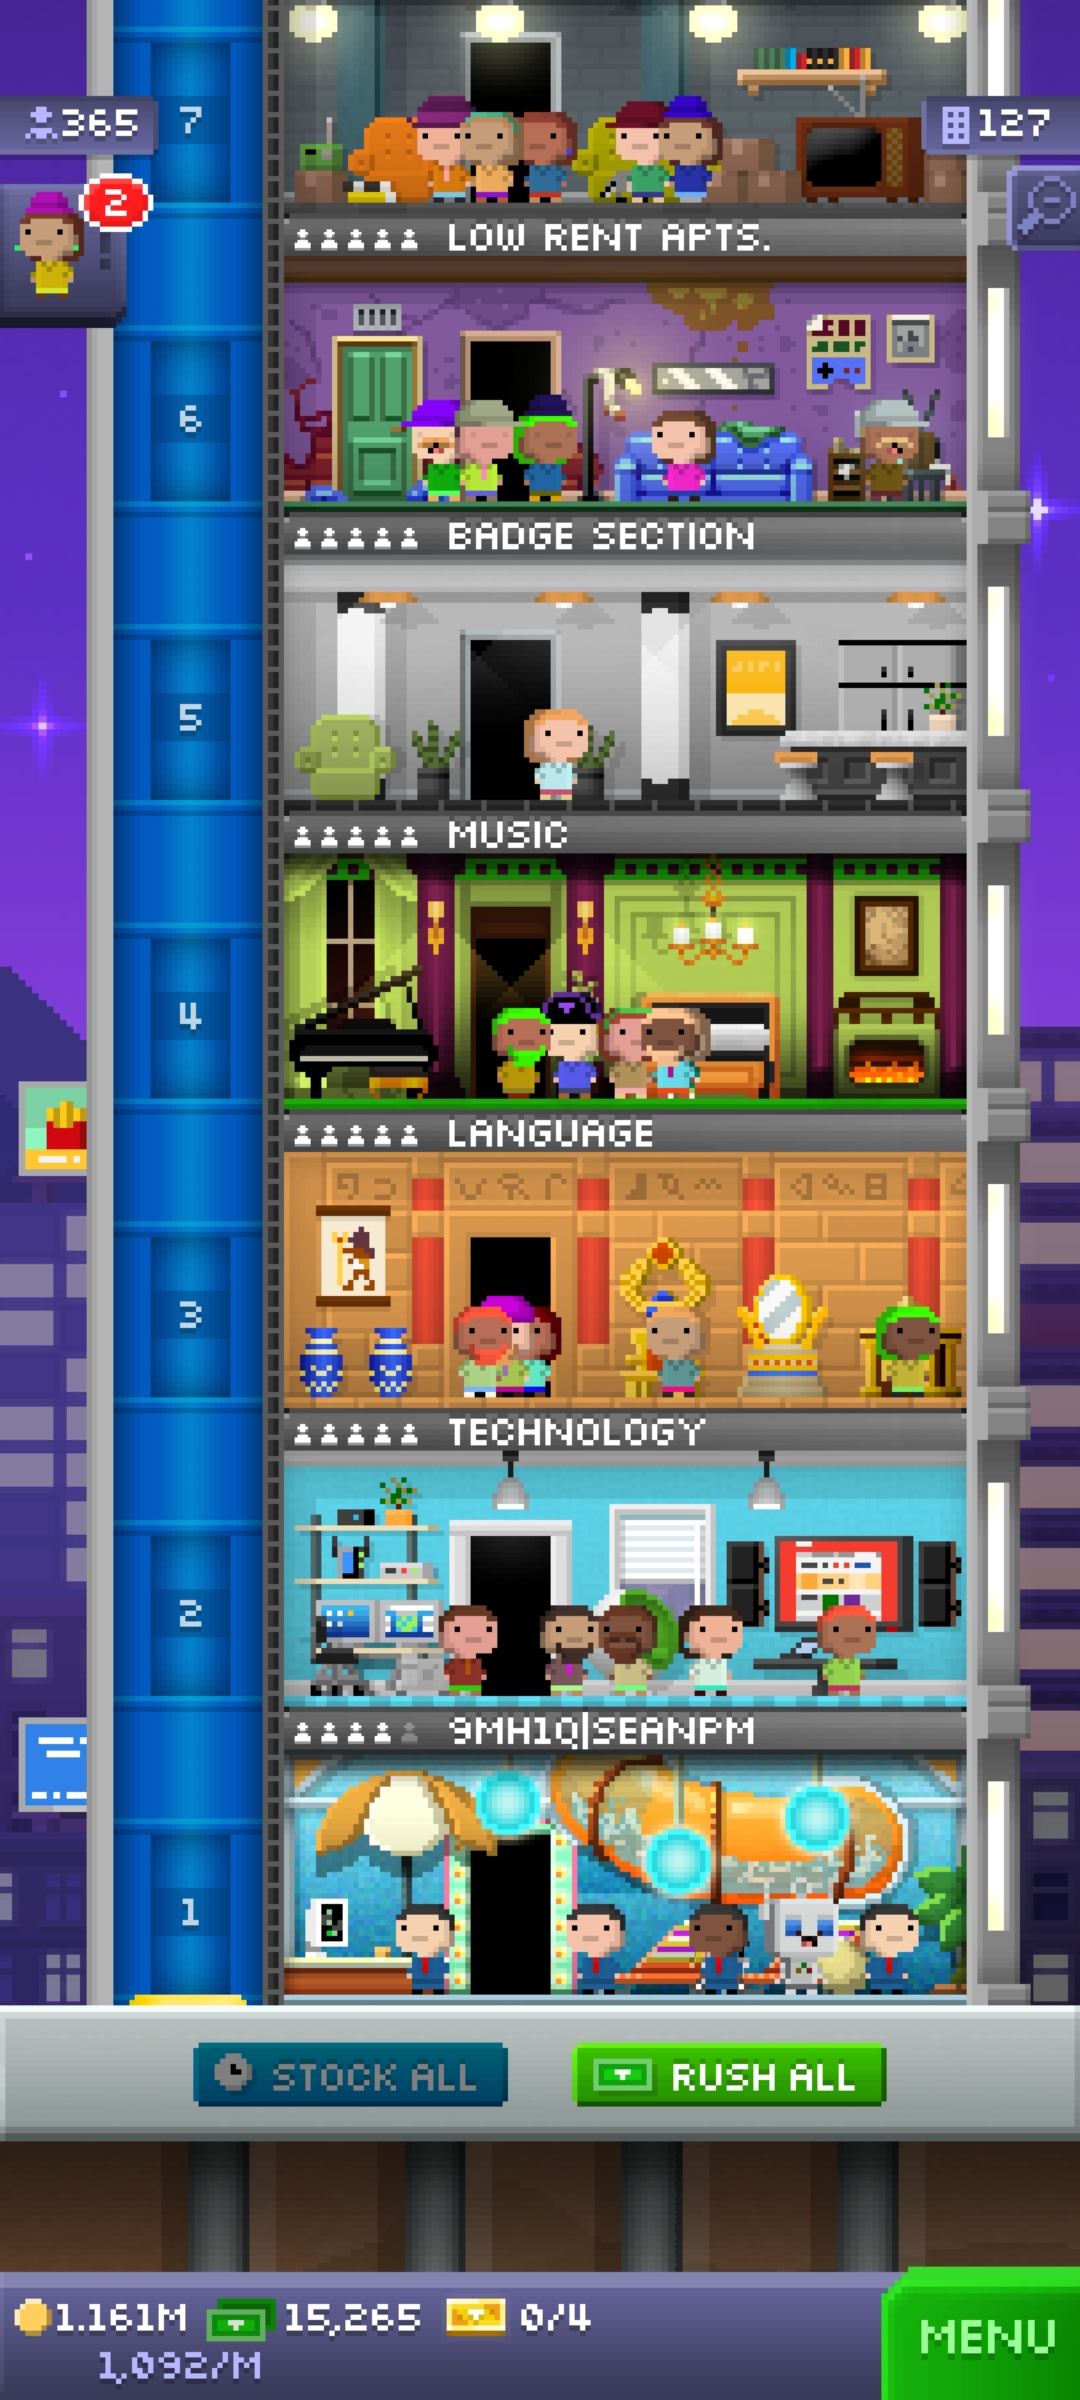 365
7
127
2
LOW RENT APTS.
6
BADGE SECTION
5
MUSIC
4
LANGUAGE
3
TECHNOLOGY
2
9MH1Q|SEANPM
1
STOCK ALL
RUSH ALL
1.161M
15,265
0/4
1,092/M
MENU